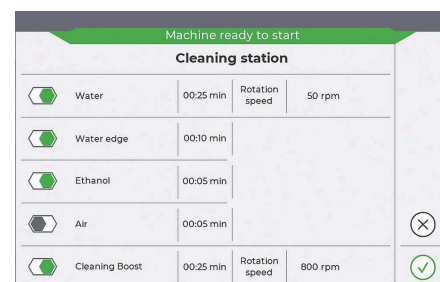 Machine ready to start
Cleaning station
Water 00:25 min Rotation speed 50 rpm
Water edge 00:10 min
Ethanol 00:05 min
Air 00:05 min
Cleaning Boost 00:25 min Rotation speed 800 rpm